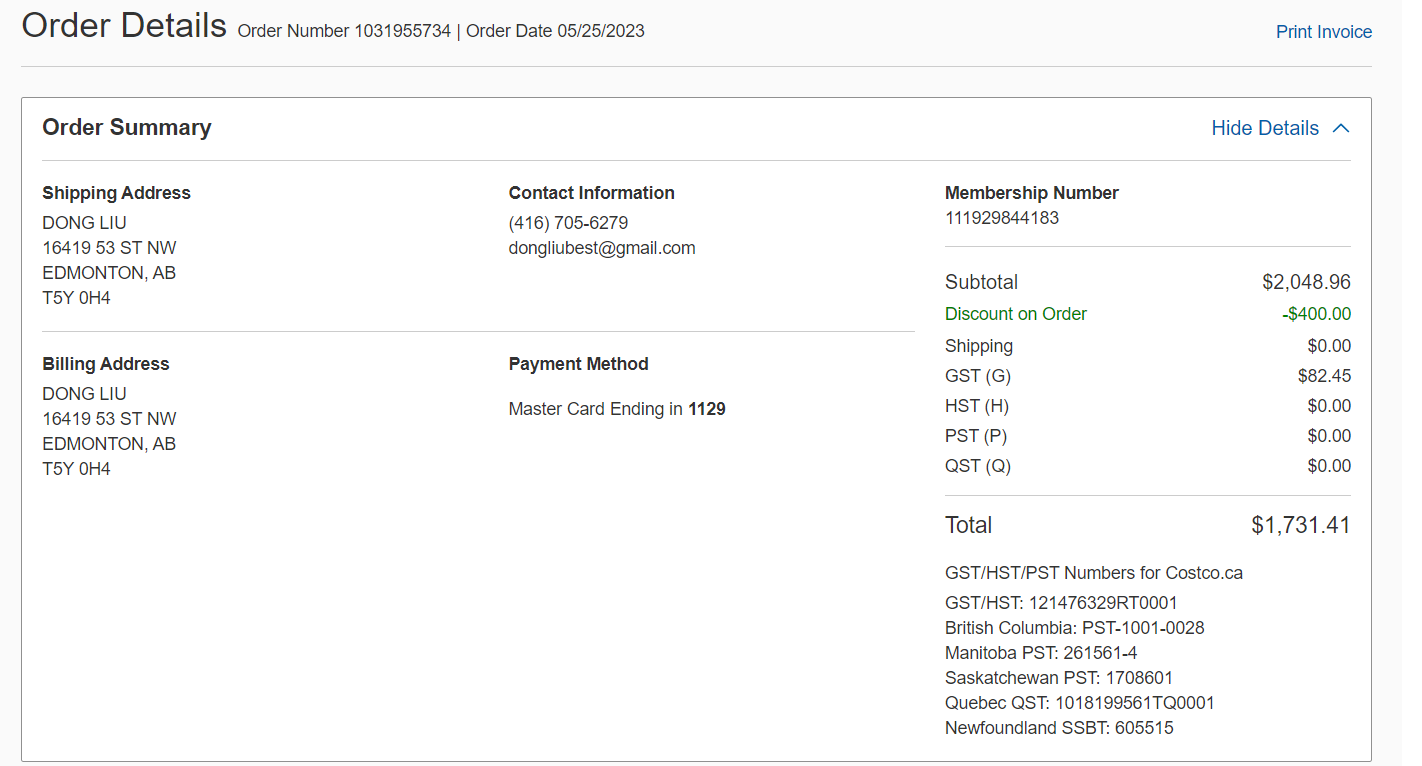 Order Details Order Number 1031955734 | Order Date 05/25/2023
Print Invoice
Order Summary
Hide Details
Shipping Address
DONG LIU
16419 53 ST NW
EDMONTON, AB
T5Y 0H4
Contact Information
(416) 705-6279
dongliubest@gmail.com
Billing Address
DONG LIU
16419 53 ST NW
EDMONTON, AB
T5Y 0H4
Payment Method
Master Card Ending in 1129
Membership Number
111929844183
Subtotal $2,048.96
Discount on Order -$400.00
Shipping $0.00
GST (G) $82.45
HST (H) $0.00
PST (P) $0.00
QST (Q) $0.00
Total $1,731.41
GST/HST/PST Numbers for Costco.ca
GST/HST: 121476329RT0001
British Columbia: PST-1001-0028
Manitoba PST: 261561-4
Saskatchewan PST: 1708601
Quebec QST: 1018199561TQ0001
Newfoundland SSBT: 605515